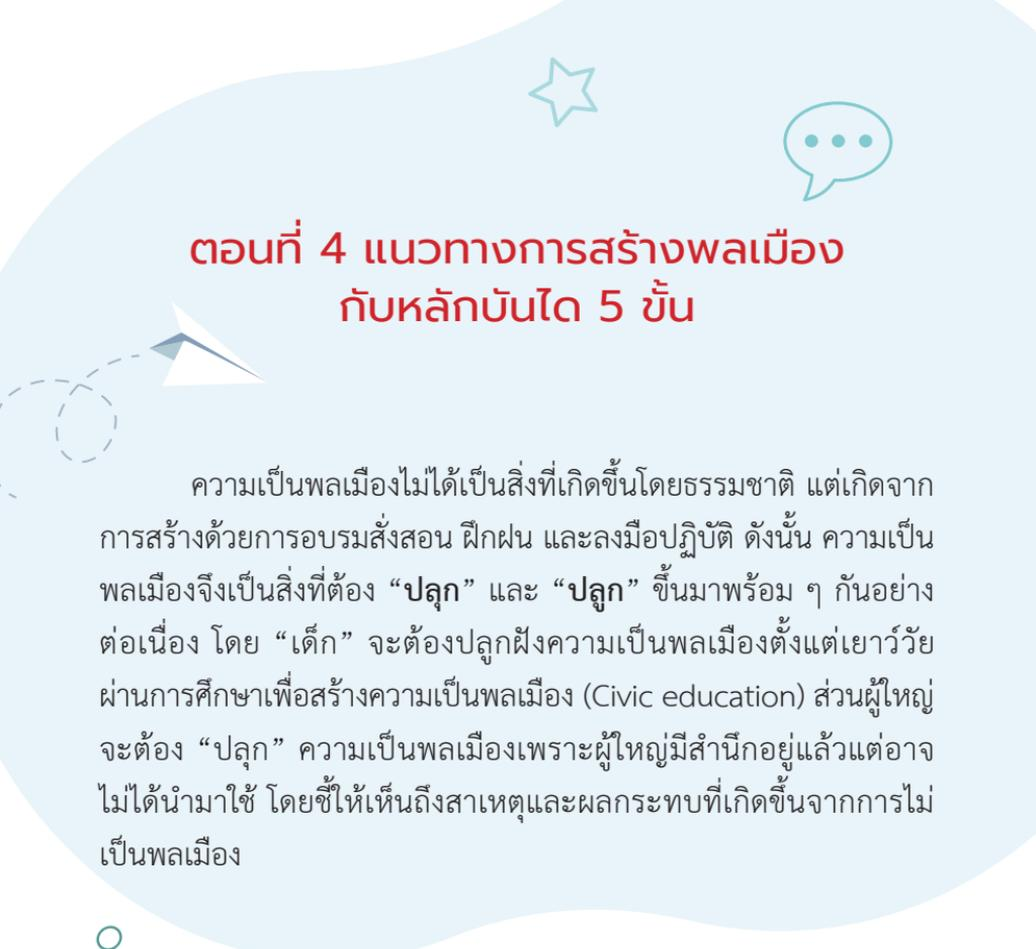 ตอนที่ 4 แนวทางการสร้างพลเมือง
กับหลักบันได 5 ขั้น
ความเป็นพลเมืองไม่ได้เป็นสิ่งที่เกิดขึ้นโดยธรรมชาติ แต่เกิดจาก
การสร้างด้วยการอบรมสั่งสอน ฝึกฝน และลงมือปฏิบัติ ดังนั้น ความเป็น
พลเมืองจึงเป็นสิ่งที่ต้อง “ปลุก” และ “ปลูก” ขึ้นมาพร้อม ๆ กันอย่าง
ต่อเนื่อง โดย “เด็ก” จะต้องปลูกฝังความเป็นพลเมืองตั้งแต่เยาว์วัย
ผ่านการศึกษาเพื่อสร้างความเป็นพลเมือง (Civic education) ส่วนผู้ใหญ่
จะต้อง “ปลุก” ความเป็นพลเมืองเพราะผู้ใหญ่มีสำนึกอยู่แล้วแต่อาจ
ไม่ได้นำมาใช้ โดยชี้ให้เห็นถึงสาเหตุและผลกระทบที่เกิดขึ้นจากการไม่
เป็นพลเมือง